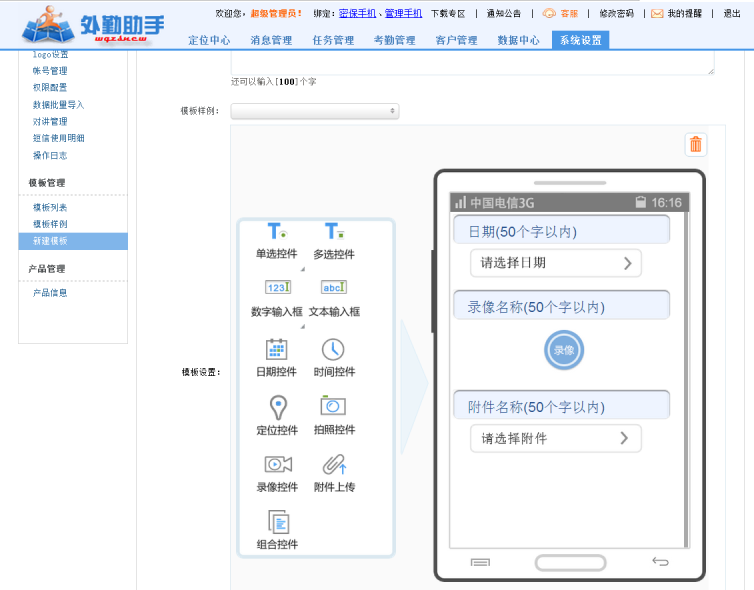 外勤助手
wqzs.c.cw
欢迎您，超级管理员！ 绑定：密保手机、管理手机 下载专区 | 通知公告 | 客服 | 修改密码 | 我的提醒 | 退出
定位中心 消息管理 任务管理 考勤管理 客户管理 数据中心 系统设置
logo设置
帐号管理
权限配置
数据批量导入
对讲管理
短信使用明细
操作日志
模板管理
模板列表
模板样例
新建模板
产品管理
产品信息
还可以输入[100]个字
模板样例：
模板设置：
单选控件 多选控件
123 abc
数字输入框 文本输入框
日期控件 时间控件
定位控件 拍照控件
录像控件 附件上传
组合控件
中国电信3G 16:16
日期(50个字以内)
请选择日期
录像名称(50个字以内)
录像
附件名称(50个字以内)
请选择附件